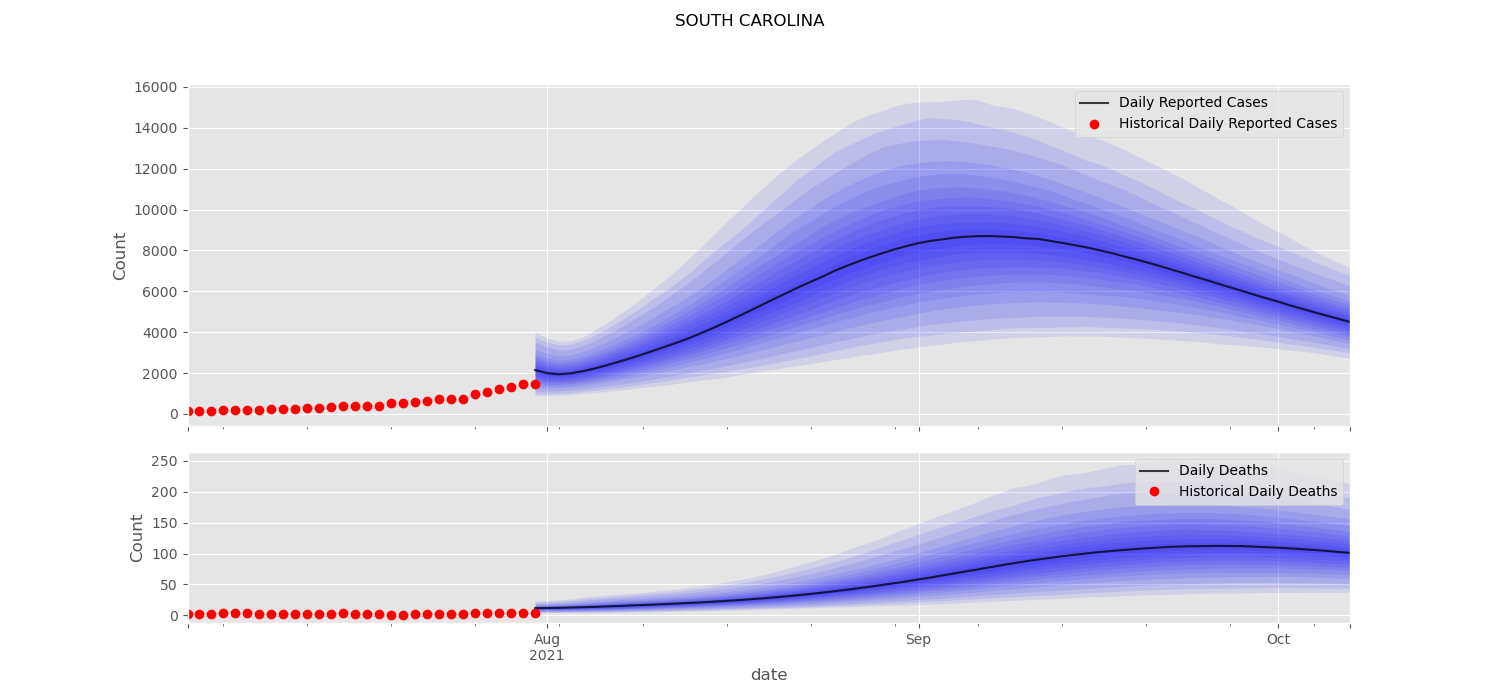 SOUTH CAROLINA
16000
14000
12000
10000
8000
6000
4000
2000
0
Count
Daily Reported Cases
Historical Daily Reported Cases
250
200
150
100
50
0
Count
Daily Deaths
Historical Daily Deaths
Aug
2021
Sep
Oct
date